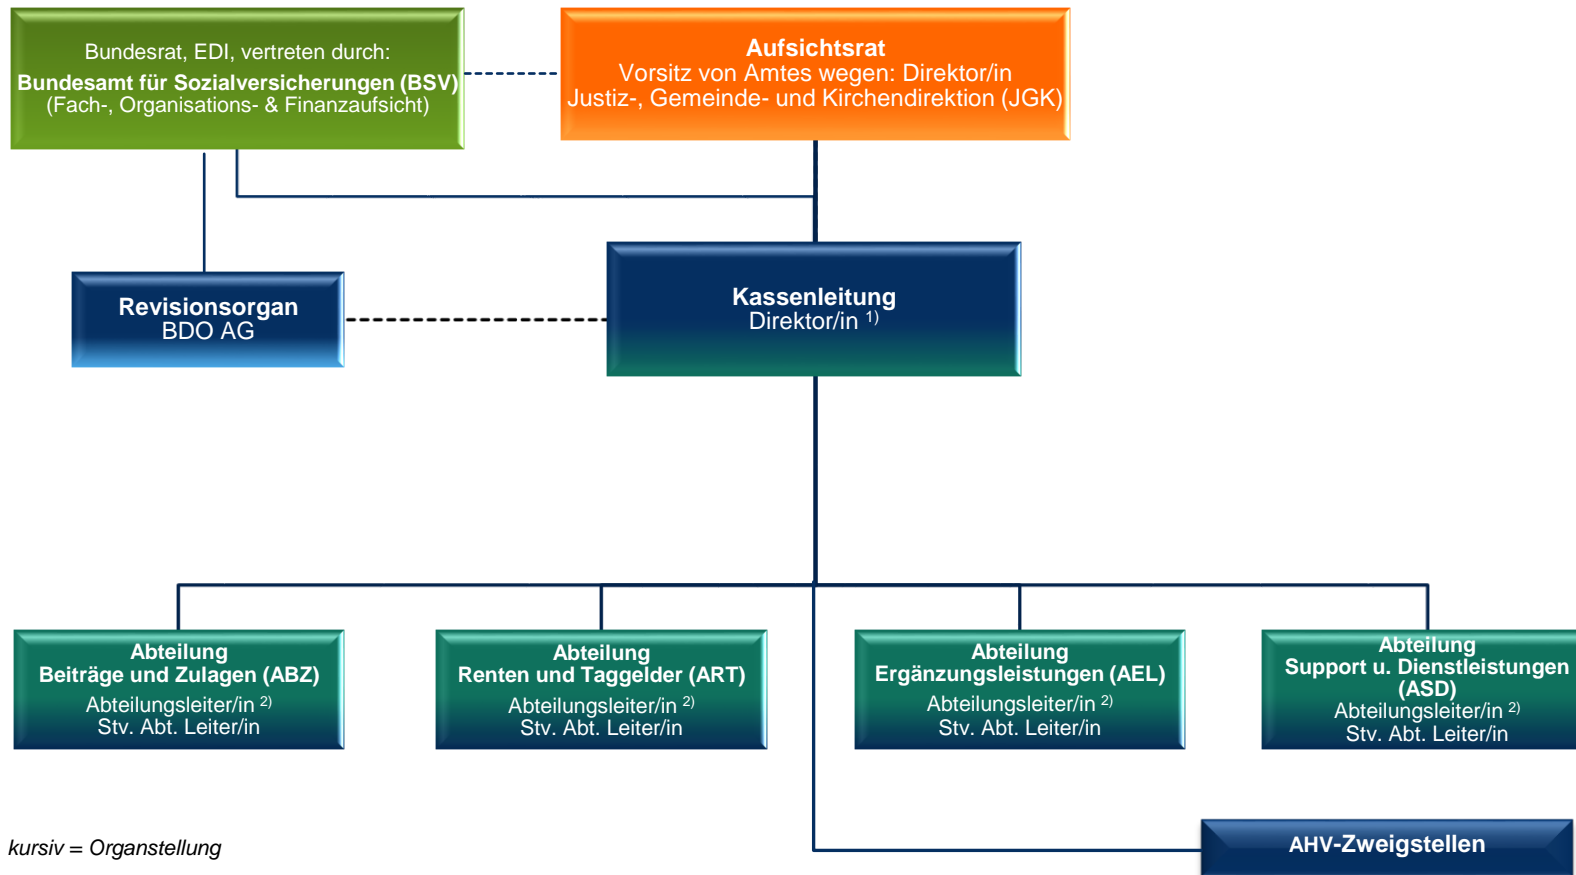 Bundesrat, EDI, vertreten durch:
Bundesamt für Sozialversicherungen (BSV)
(Fach-, Organisations- & Finanzaufsicht)
Aufsichtsrat
Vorsitz von Amtes wegen: Direktor/in
Justiz-, Gemeinde- und Kirchendirektion (JGK)
Revisionsorgan
BDO AG
Kassenleitung
Direktor/in 1)
Abteilung
Beiträge und Zulagen (ABZ)
Abteilungsleiter/in 2)
Stv. Abt. Leiter/in
Abteilung
Renten und Taggelder (ART)
Abteilungsleiter/in 2)
Stv. Abt. Leiter/in
Abteilung
Ergänzungsleistungen (AEL)
Abteilungsleiter/in 2)
Stv. Abt. Leiter/in
Abteilung
Support u. Dienstleistungen
(ASD)
Abteilungsleiter/in 2)
Stv. Abt. Leiter/in
AHV-Zweigstellen
kursiv = Organstellung